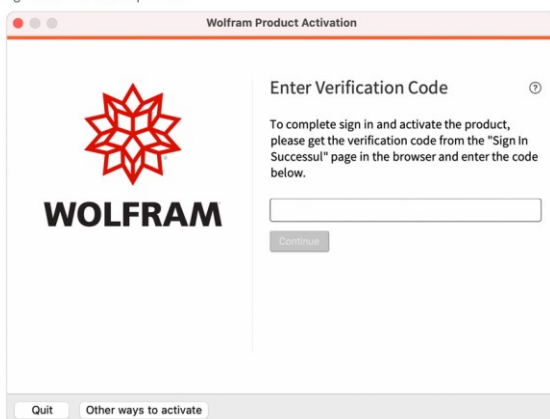 Wolfram Product Activation
Enter Verification Code
To complete sign in and activate the product,
please get the verification code from the "Sign In
Successul" page in the browser and enter the code
below.
WOLFRAM
Continue
Quit
Other ways to activate